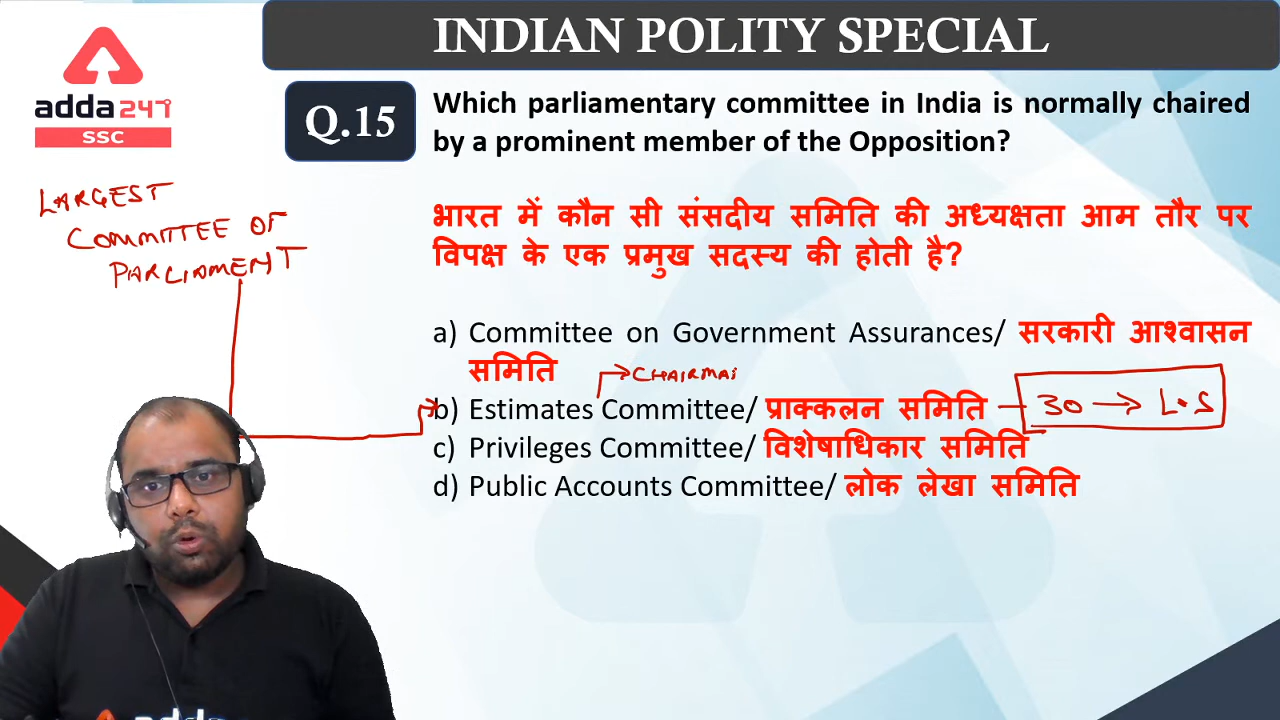 INDIAN POLITY SPECIAL
adda247
SSC
Q.15
Which parliamentary committee in India is normally chaired
by a prominent member of the Opposition?
भारत में कौन सी संसदीय समिति की अध्यक्षता आम तौर पर
विपक्ष के एक प्रमुख सदस्य की होती है?
LARGEST
COMMITTEE OF
PARLIAMENT
a) Committee on Government Assurances/ सरकारी आश्वासन
समिति
CHAIRMAN
b) Estimates Committee/ प्राक्कलन समिति — 30 → L.S
c) Privileges Committee/ विशेषाधिकार समिति
d) Public Accounts Committee/ लोक लेखा समिति